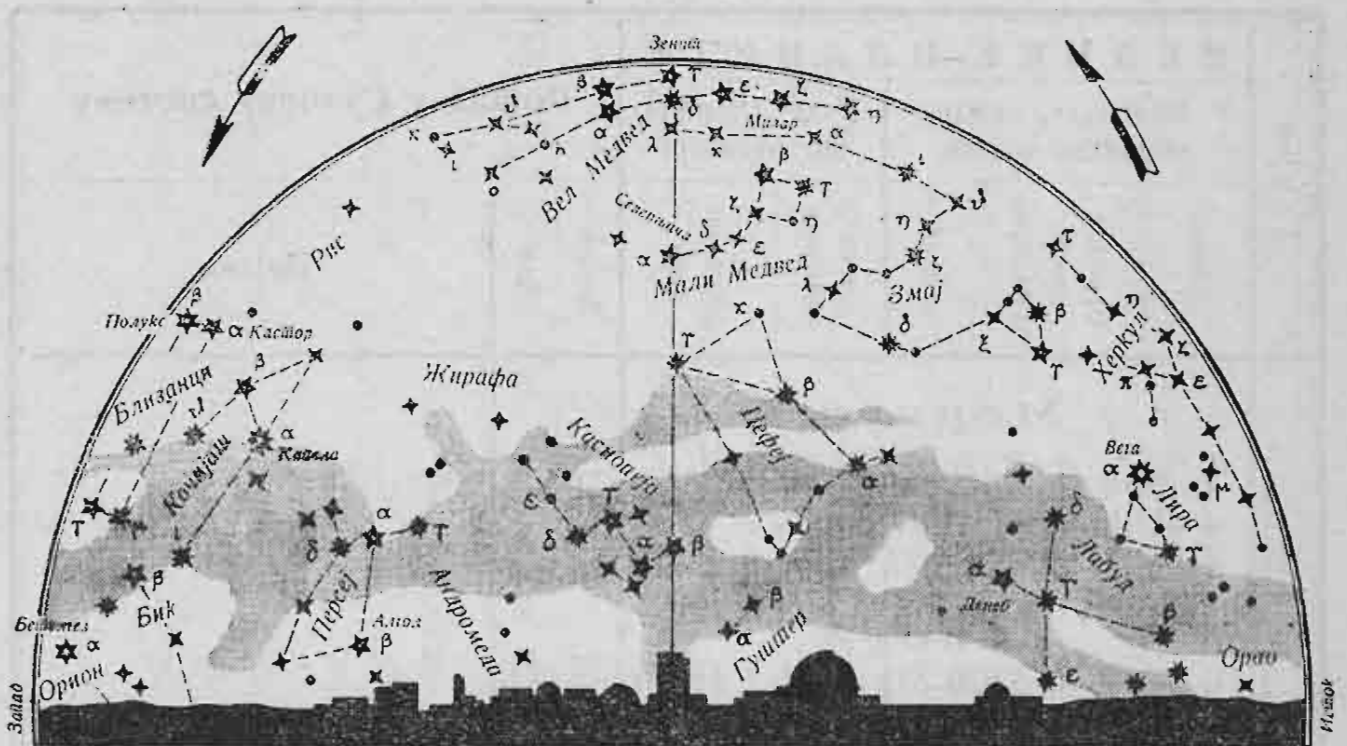 Зенит
β γ
κ ϑ ε ζ η
δ
ι h α λ κ Мицар α ι
Вел Медвед
β γ ϑ
Северњача δ ζ η η
Рис α ε ζ
Мали Медвед λ Змај τ
β κ η
Полукс α Кастор δ ξ β Херкул ζ
β γ γ π ε
Близанци Жирафа β
ϑ Цефеј
Кочијаш α Касиопеја Вега
Капела α α μ
γ α γ ε γ δ Лира
δ δ α β Лабуд γ
β Персеј α γ
Бик Андромеда β Денеб β
α Алгол α Гуштер
Орион β ε Орао
Запад
Исток